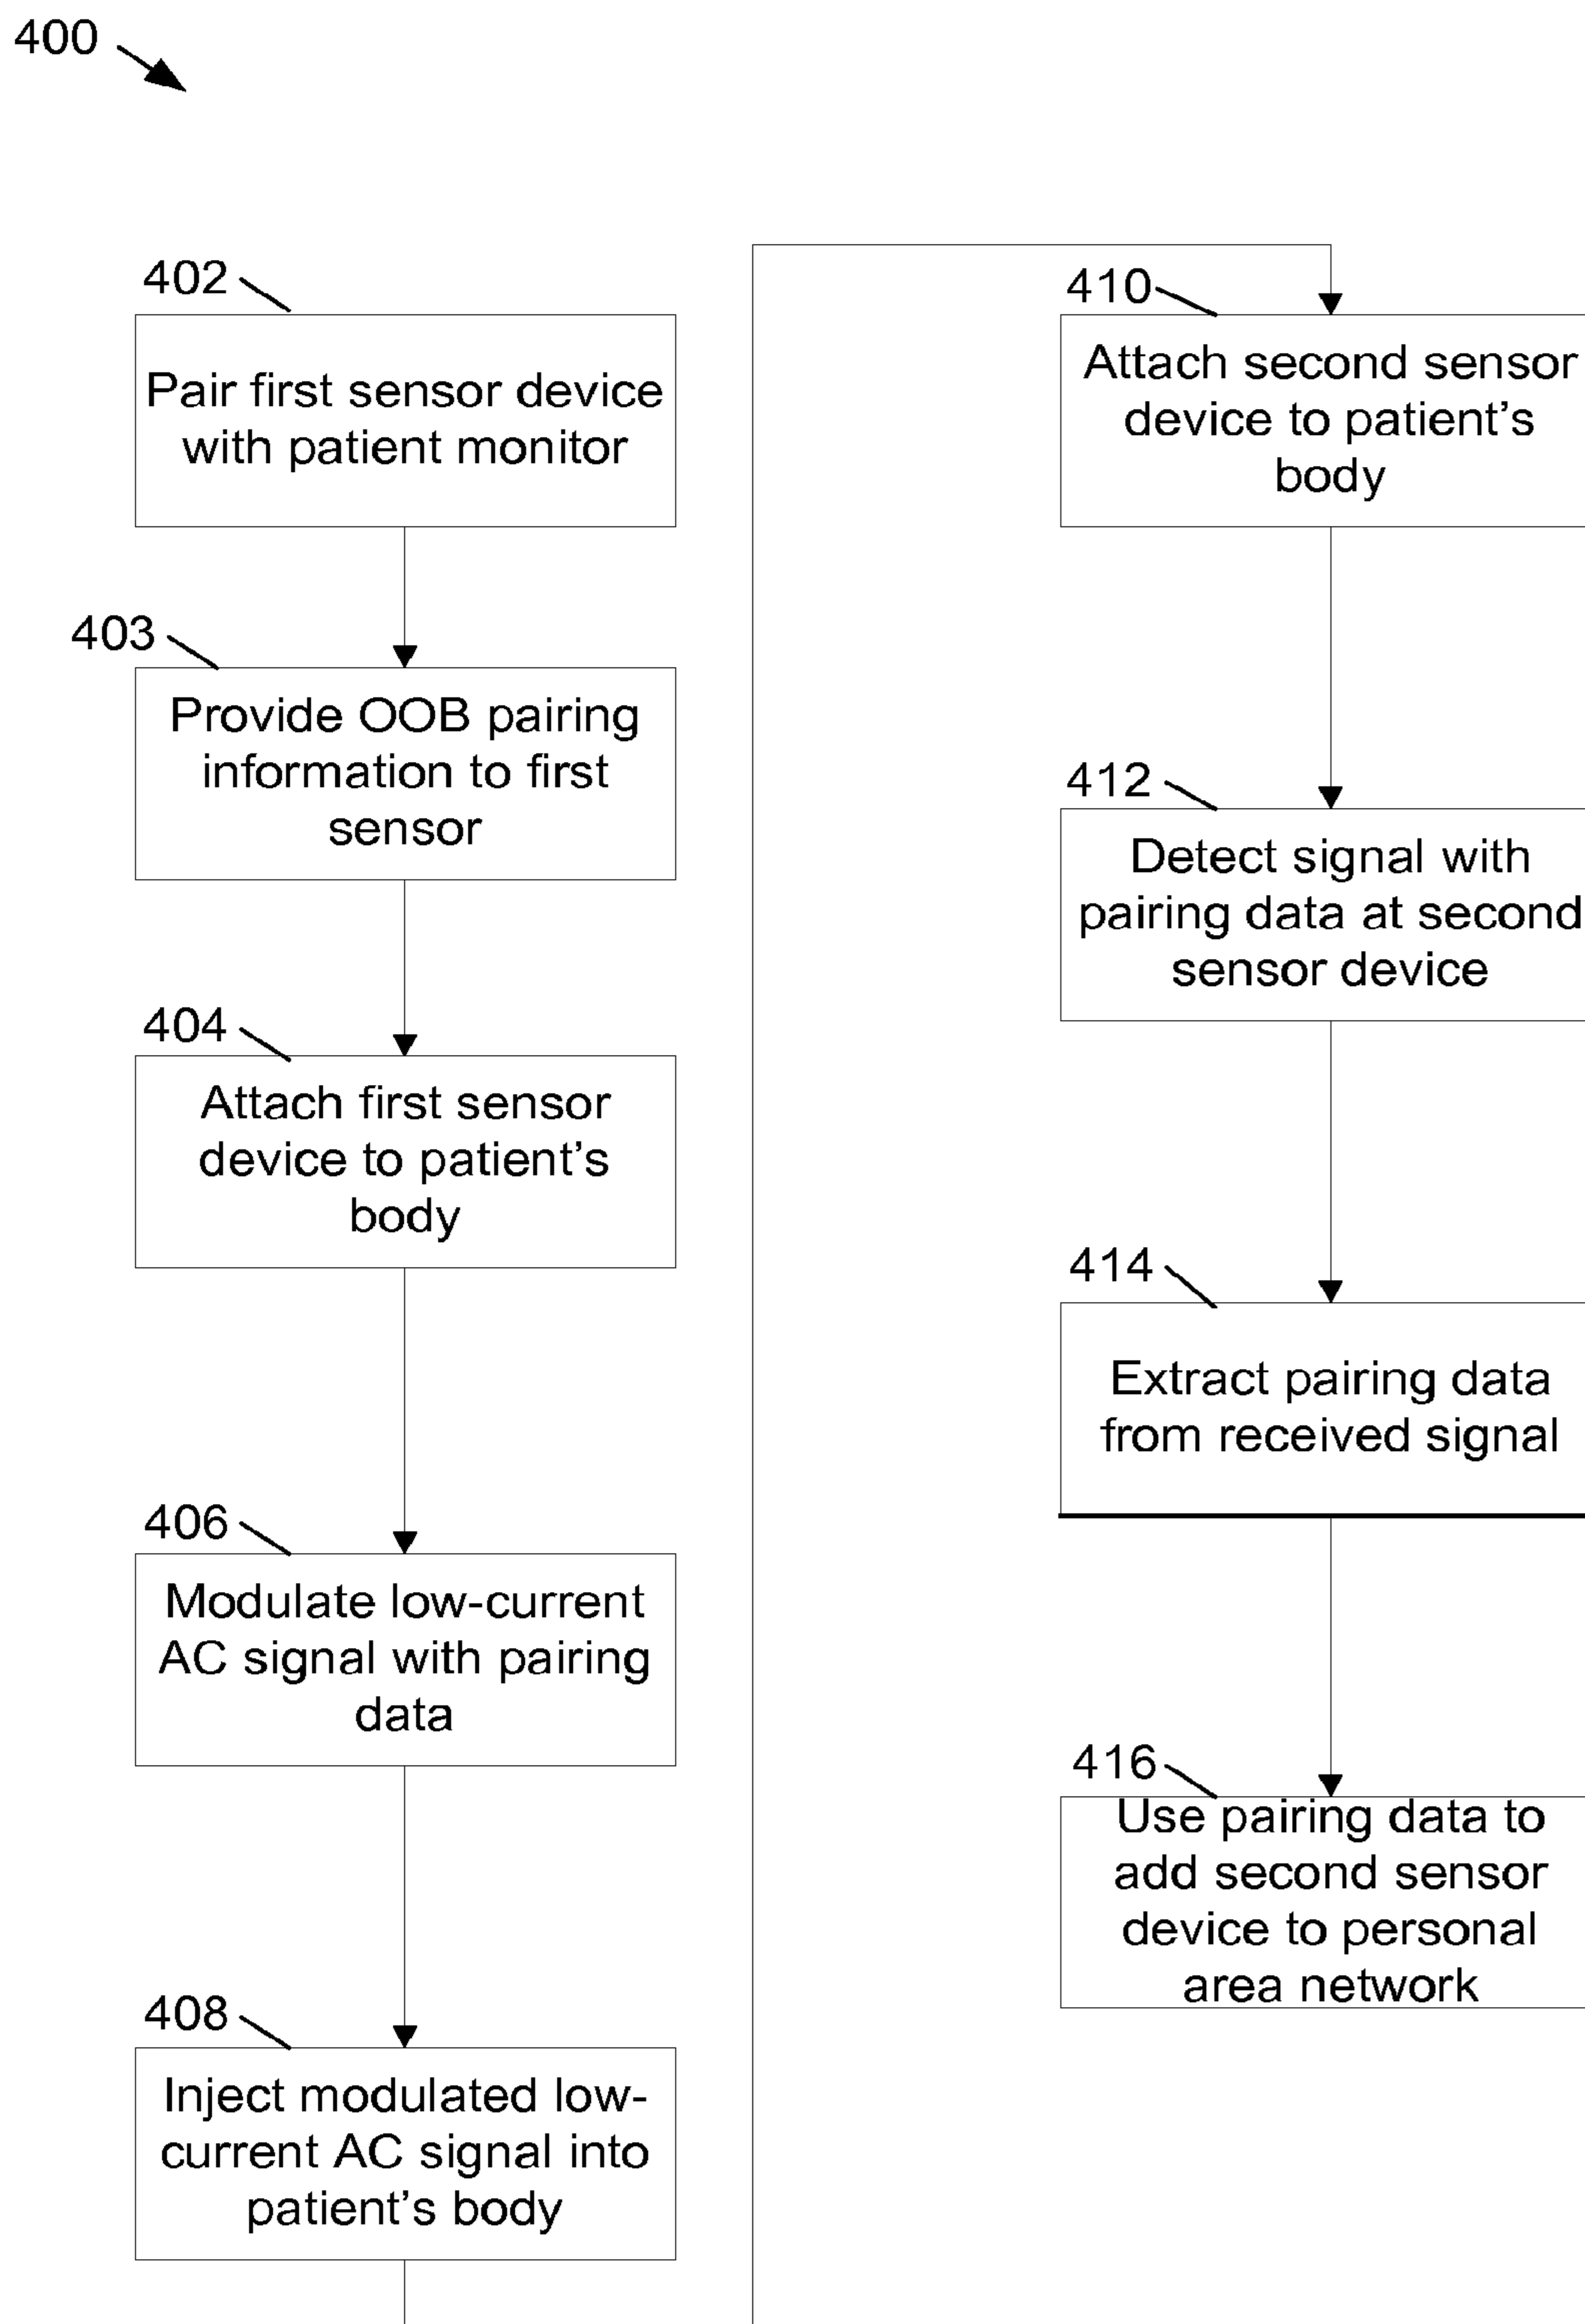 400
402
Pair first sensor device
with patient monitor
403
Provide OOB pairing
information to first
sensor
404
Attach first sensor
device to patient's
body
406
Modulate low-current
AC signal with pairing
data
408
Inject modulated low-
current AC signal into
patient's body
410
Attach second sensor
device to patient's
body
412
Detect signal with
pairing data at second
sensor device
414
Extract pairing data
from received signal
416
Use pairing data to
add second sensor
device to personal
area network